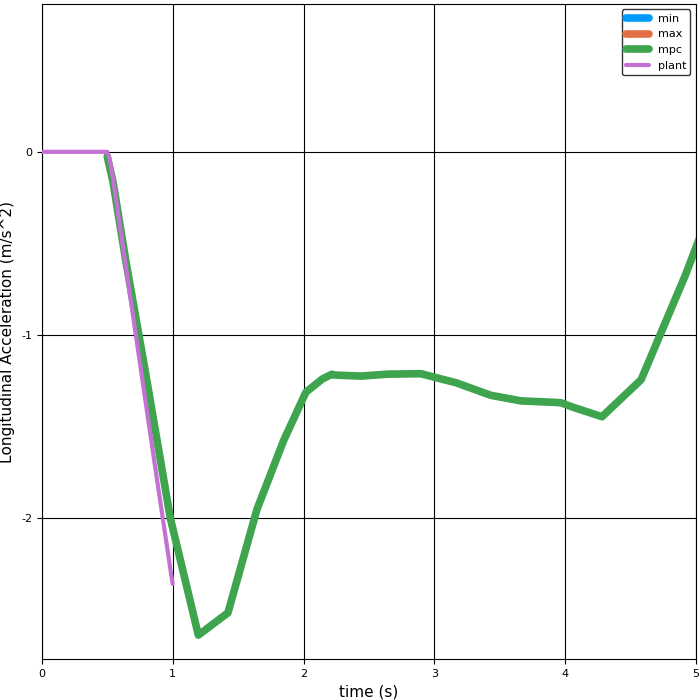 min
max
mpc
plant
0
-1
-2
Longitudinal Acceleration (m/s^2)
0 1 2 3 4 5
time (s)